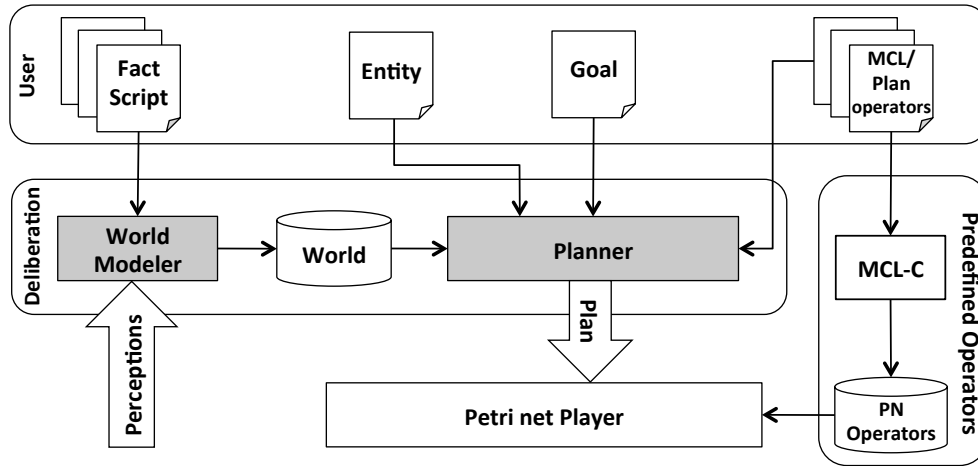 User
Fact
Script
Entity
Goal
MCL/
Plan
operators
Deliberation
World
Modeler
World
Planner
Predefined Operators
MCL-C
Perceptions
Plan
Petri net Player
PN
Operators